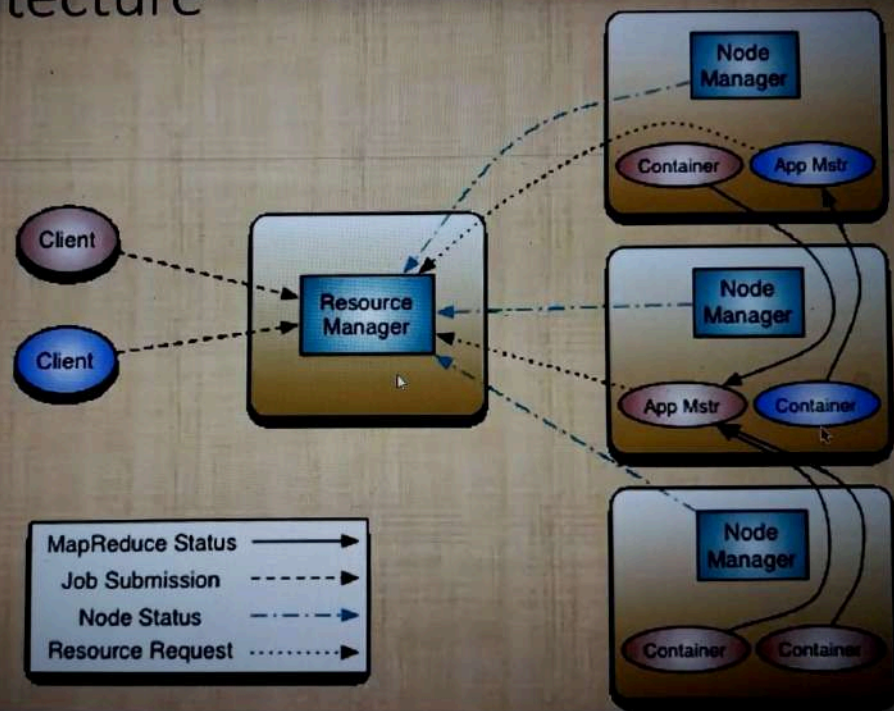 tecture
Client
Client
Resource
Manager
Node
Manager
Container
App Mstr
Node
Manager
App Mstr
Container
Node
Manager
Container
Container
MapReduce Status
Job Submission
Node Status
Resource Request